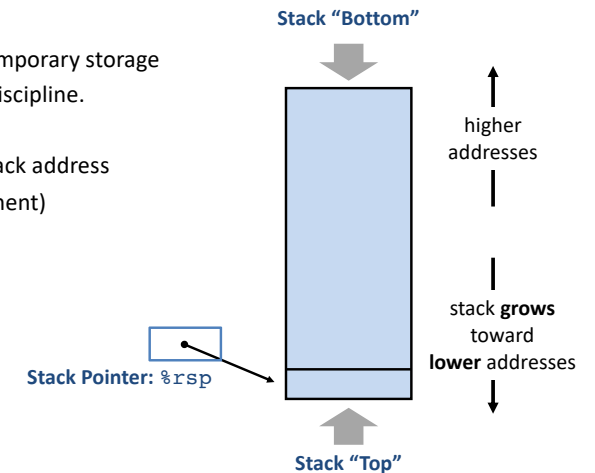 Stack “Bottom”
mporary storage
iscipline.
higher
addresses
ack address
nent)
stack grows
toward
lower addresses
Stack Pointer: %rsp
Stack “Top”